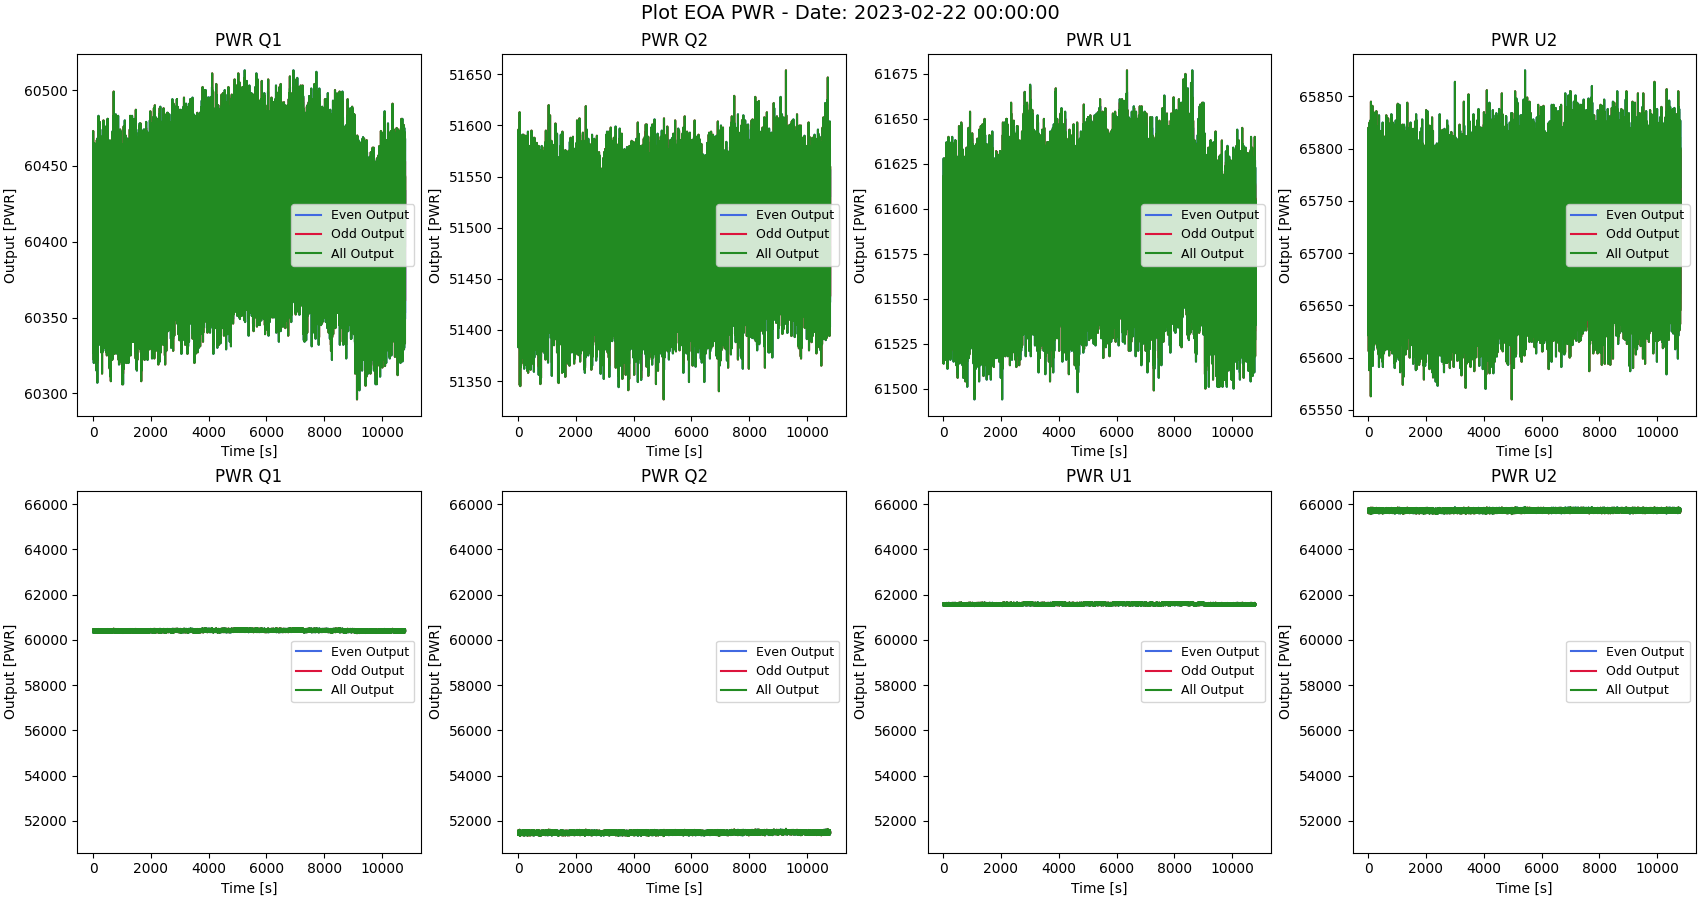 Plot EOA PWR - Date: 2023-02-22 00:00:00
PWR Q1
PWR Q2
PWR U1
PWR U2
Output [PWR]
60500
60450
60400
60350
60300
Even Output
Odd Output
All Output
0 2000 4000 6000 8000 10000
Time [s]
Output [PWR]
51650
51600
51550
51500
51450
51400
51350
Even Output
Odd Output
All Output
0 2000 4000 6000 8000 10000
Time [s]
Output [PWR]
61675
61650
61625
61600
61575
61550
61525
61500
Even Output
Odd Output
All Output
0 2000 4000 6000 8000 10000
Time [s]
Output [PWR]
65850
65800
65750
65700
65650
65600
65550
Even Output
Odd Output
All Output
0 2000 4000 6000 8000 10000
Time [s]
PWR Q1
PWR Q2
PWR U1
PWR U2
Output [PWR]
66000
64000
62000
60000
58000
56000
54000
52000
Even Output
Odd Output
All Output
0 2000 4000 6000 8000 10000
Time [s]
Output [PWR]
66000
64000
62000
60000
58000
56000
54000
52000
Even Output
Odd Output
All Output
0 2000 4000 6000 8000 10000
Time [s]
Output [PWR]
66000
64000
62000
60000
58000
56000
54000
52000
Even Output
Odd Output
All Output
0 2000 4000 6000 8000 10000
Time [s]
Output [PWR]
66000
64000
62000
60000
58000
56000
54000
52000
Even Output
Odd Output
All Output
0 2000 4000 6000 8000 10000
Time [s]